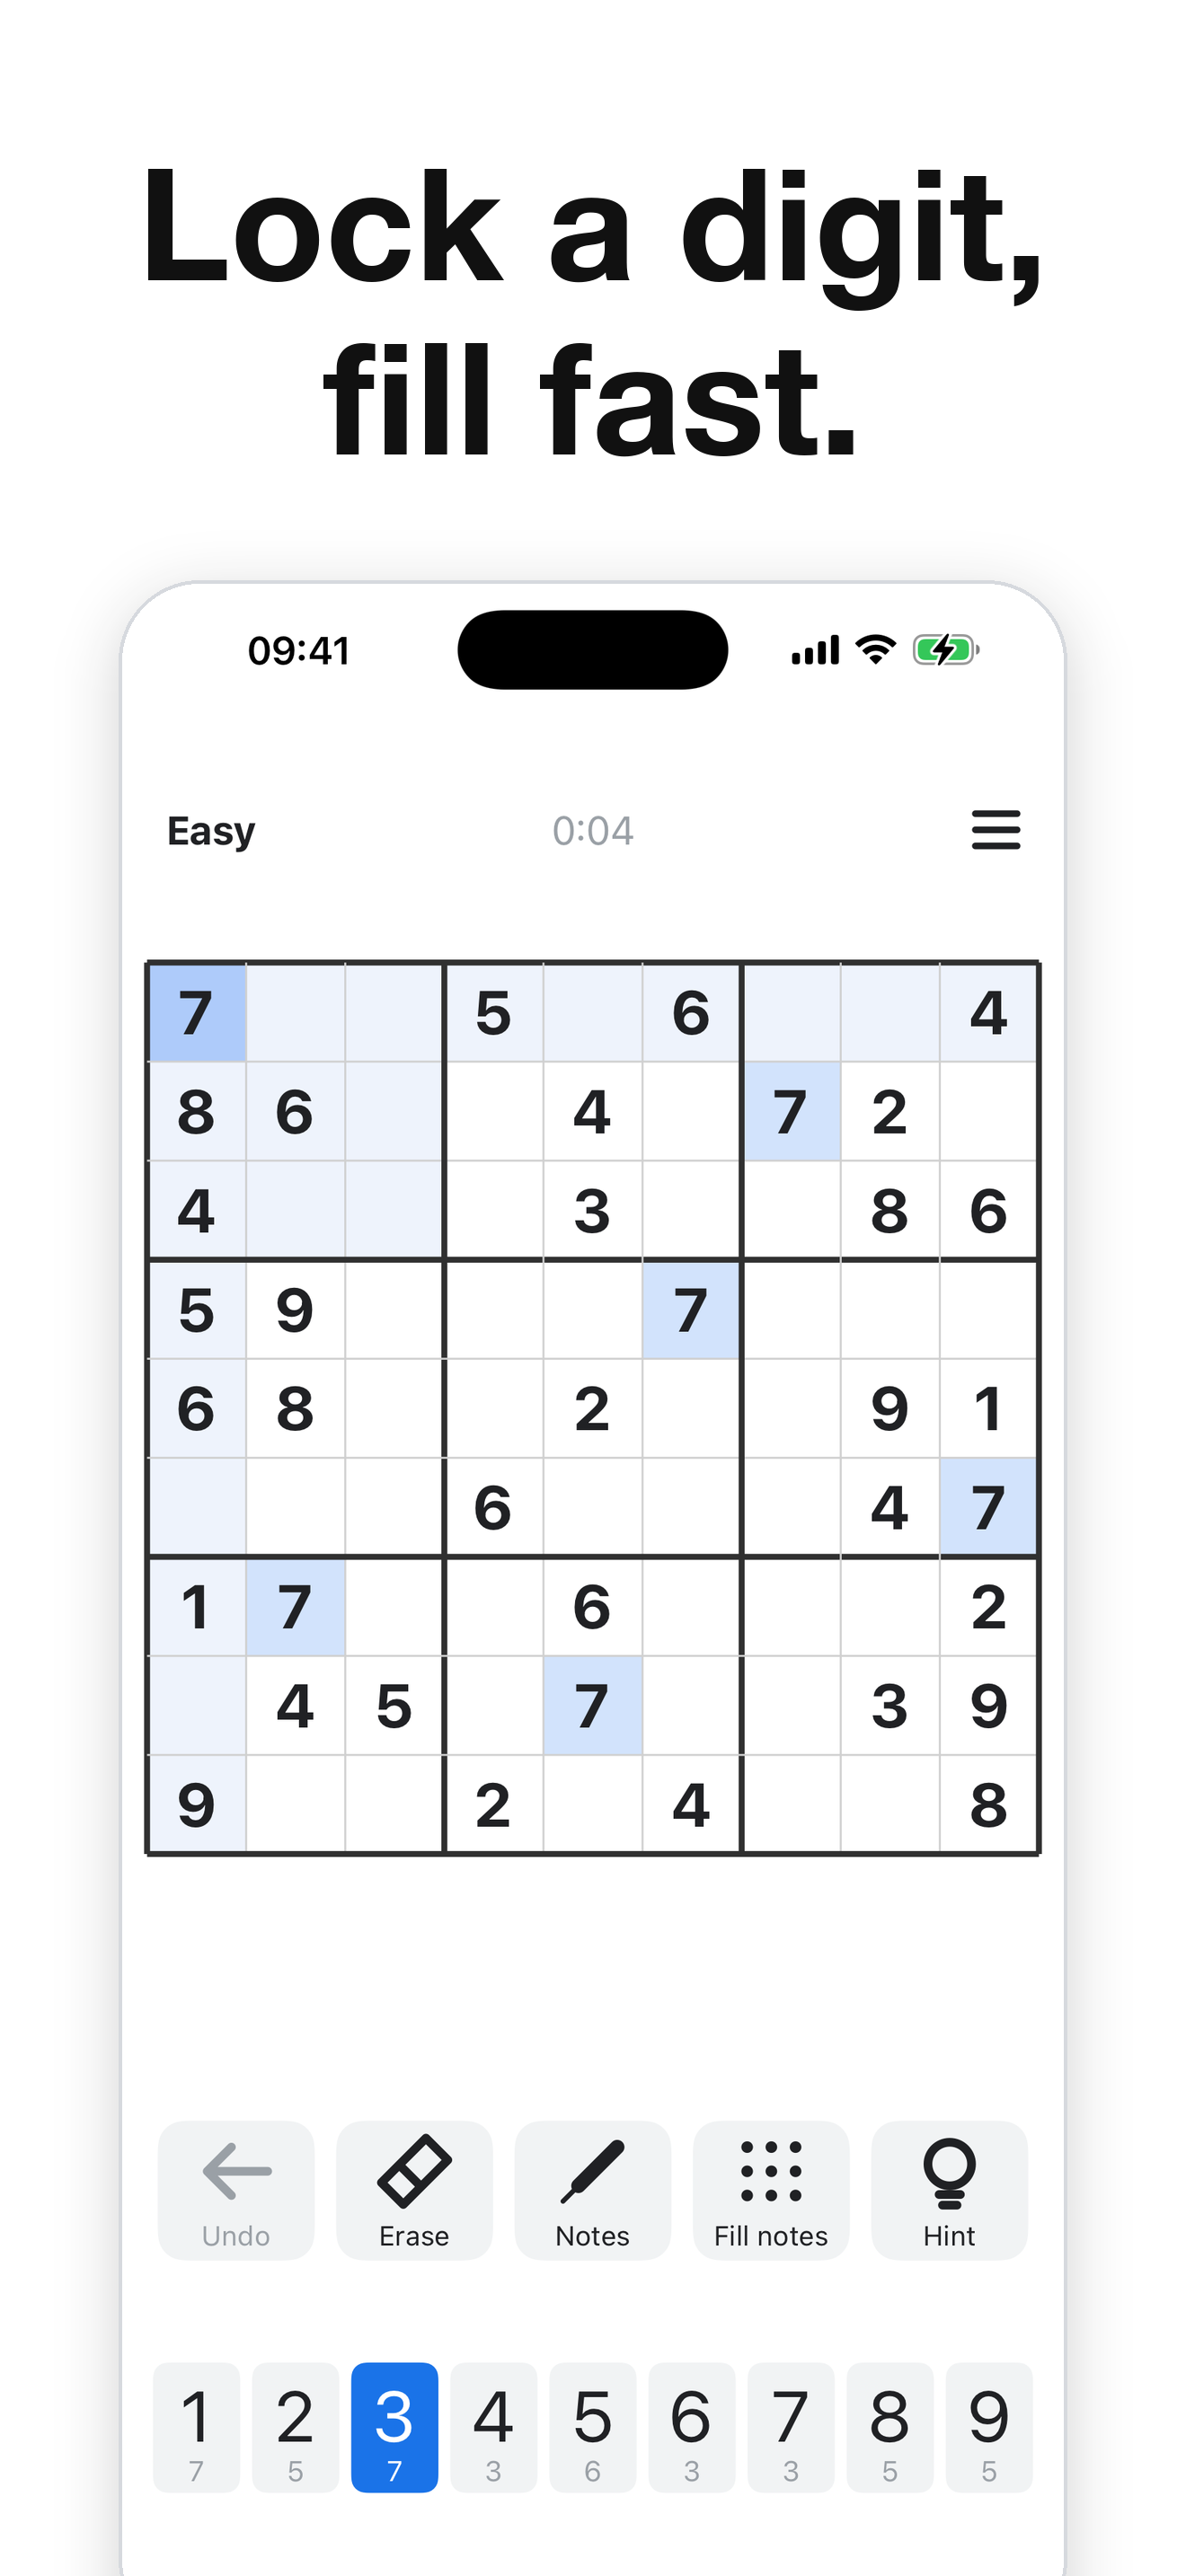 Lock a digit,
fill fast.
09:41
Easy 0:04
7 5 6 4
8 6 4 7 2
4 3 8 6
5 9 7
6 8 2 9 1
6 4 7
1 7 6 2
4 5 7 3 9
9 2 4 8
Undo Erase Notes Fill notes Hint
1 2 3 4 5 6 7 8 9
7 5 7 3 6 3 3 5 5